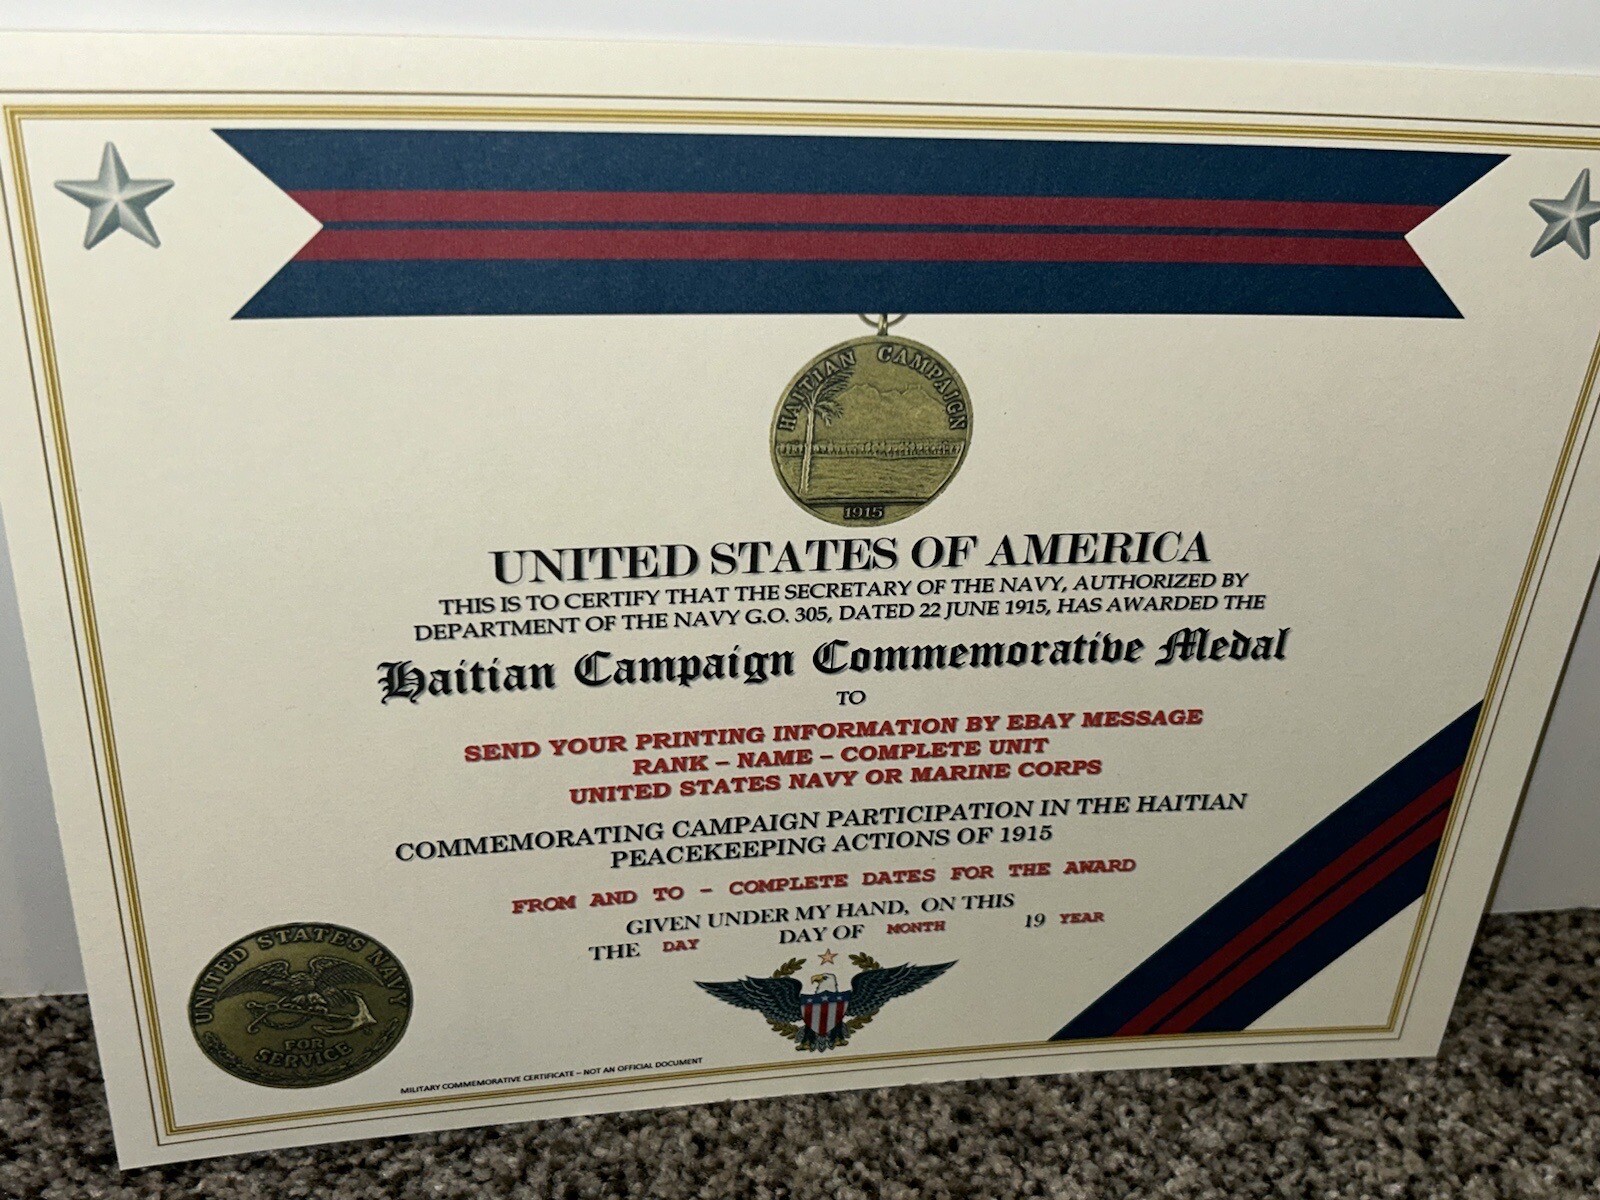 HAITIAN CAMPAIGN
1915
UNITED STATES OF AMERICA
THIS IS TO CERTIFY THAT THE SECRETARY OF THE NAVY, AUTHORIZED BY
DEPARTMENT OF THE NAVY G.O. 305, DATED 22 JUNE 1915, HAS AWARDED THE
Haitian Campaign Commemorative Medal
TO
SEND YOUR PRINTING INFORMATION BY EBAY MESSAGE
RANK – NAME – COMPLETE UNIT
UNITED STATES NAVY OR MARINE CORPS
COMMEMORATING CAMPAIGN PARTICIPATION IN THE HAITIAN
PEACEKEEPING ACTIONS OF 1915
FROM AND TO – COMPLETE DATES FOR THE AWARD
GIVEN UNDER MY HAND, ON THIS
THE DAY DAY OF MONTH 19 YEAR
UNITED STATES NAVY
FOR
SERVICE
MILITARY COMMEMORATIVE CERTIFICATE – NOT AN OFFICIAL DOCUMENT